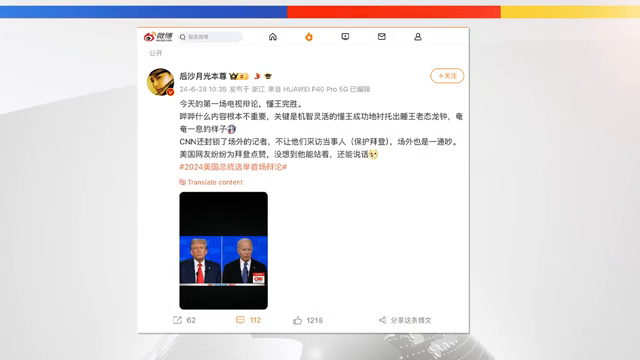 微博
搜索微博
公开
后沙月光本尊
+关注
24-6-28 10:35 发布于 浙江 来自 HUAWEI P40 Pro 5G 已编辑
今天的第一场电视辩论，懂王完胜。
哔哔什么内容根本不重要，关键是机智灵活的懂王成功地衬托出睡王老态龙钟，奄
奄一息的样子
CNN还封锁了场外的记者，不让他们采访当事人（保护拜登），场外也是一通吵。
美国网友纷纷为拜登点赞，没想到他能站着，还能说话
#2024美国总统选举首场辩论#
Translate content
CNN
62
112
1218
分享这条博文